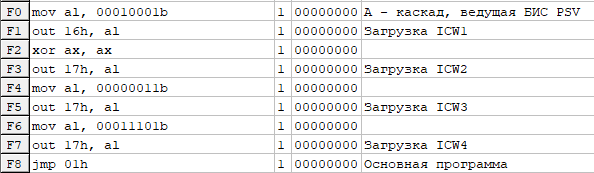 F0 mov al, 00010001b 1 00000000 А - каскад, ведущая БИС PSV
F1 out 16h, al 1 00000000 Загрузка ICW1
F2 xor ax, ax 1 00000000
F3 out 17h, al 1 00000000 Загрузка ICW2
F4 mov al, 00000011b 1 00000000
F5 out 17h, al 1 00000000 Загрузка ICW3
F6 mov al, 00011101b 1 00000000
F7 out 17h, al 1 00000000 Загрузка ICW4
F8 jmp 01h 1 00000000 Основная программа